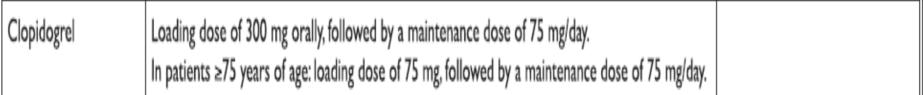 Clopidogrel
Loading dose of 300 mg orally, followed by a maintenance dose of 75 mg/day.
In patients ≥75 years of age: loading dose of 75 mg, followed by a maintenance dose of 75 mg/day.